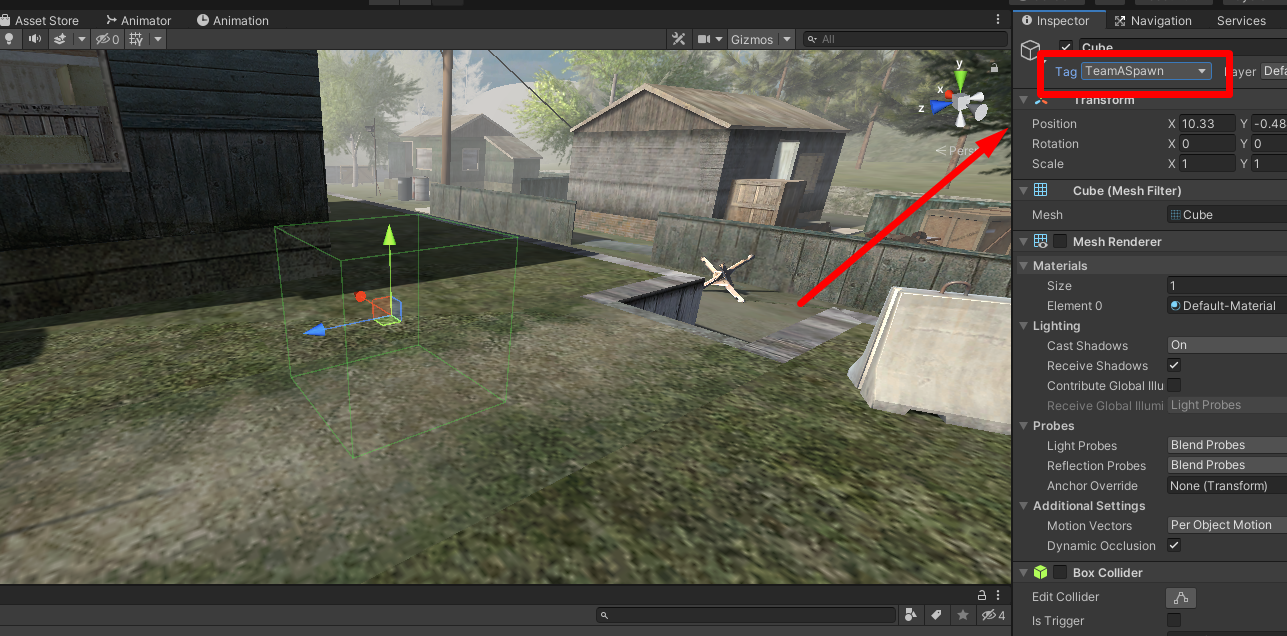 Asset Store Animator Animation
Inspector Navigation Services
0 Gizmos All
Cube
Tag TeamASpawn
Transform
Position X 10.33 Y -0.48
Rotation X 0 Y 0
Scale X 1 Y 1
y
x
z
Cube (Mesh Filter)
Mesh Cube
Mesh Renderer
Materials
Size 1
Element 0 Default-Material
Lighting
Cast Shadows On
Receive Shadows
Contribute Global Illu
Receive Global Illumi Light Probes
Probes
Light Probes Blend Probes
Reflection Probes Blend Probes
Anchor Override None (Transform)
Additional Settings
Motion Vectors Per Object Motion
Dynamic Occlusion
Box Collider
Edit Collider
Is Trigger
4